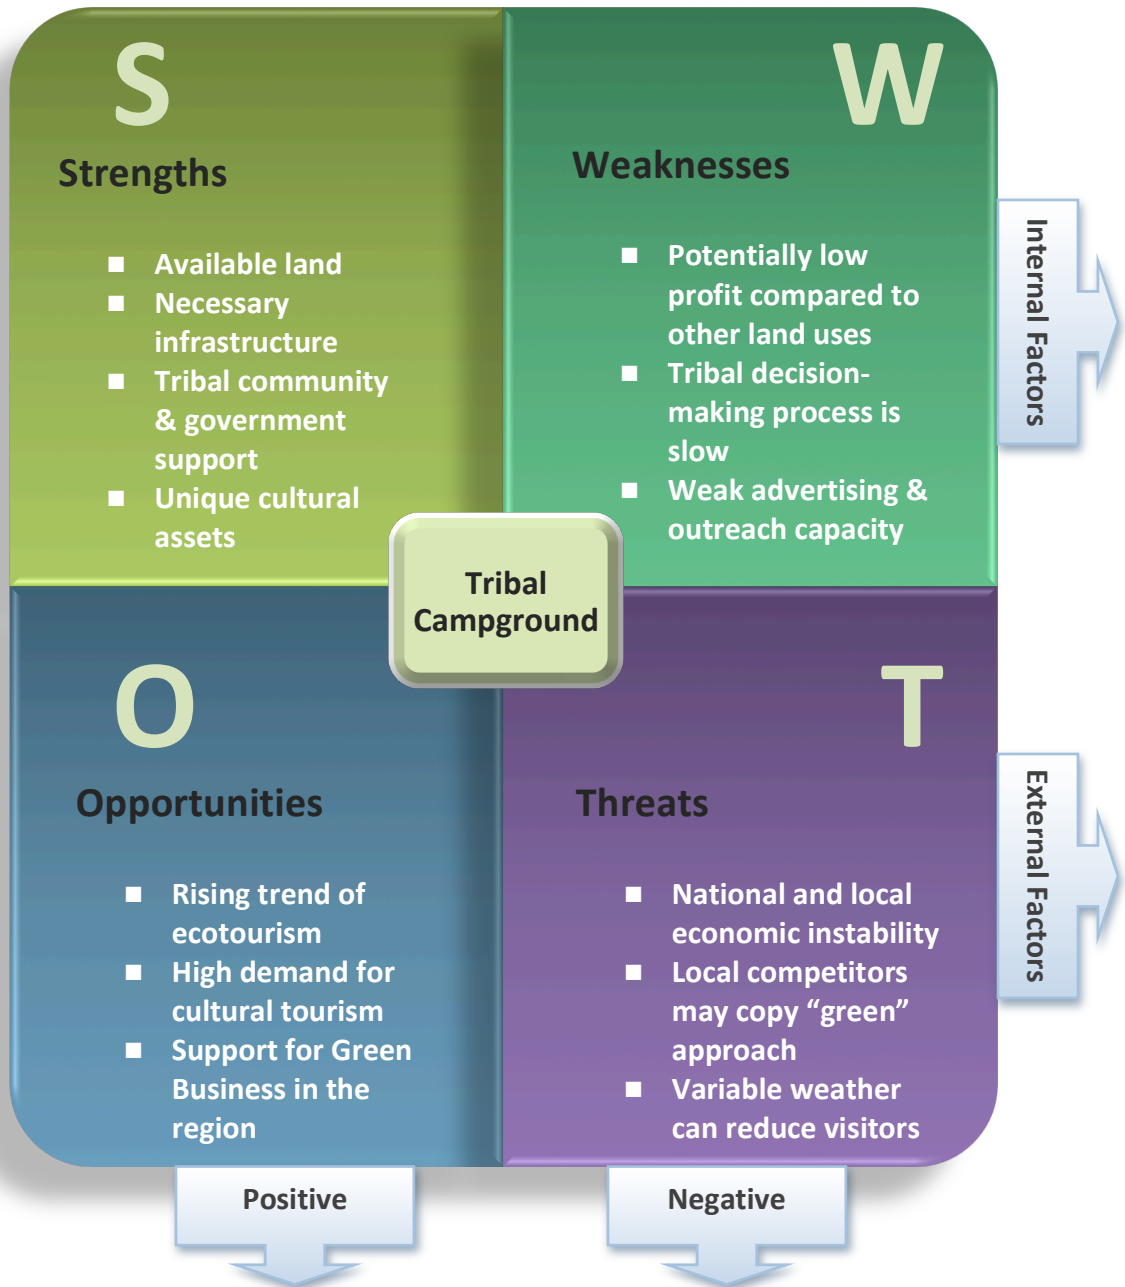 S
Strengths
■ Available land
■ Necessary
infrastructure
■ Tribal community
& government
support
■ Unique cultural
assets
W
Weaknesses
■ Potentially low
profit compared to
other land uses
■ Tribal decision-
making process is
slow
■ Weak advertising &
outreach capacity
Internal Factors
Tribal
Campground
O
Opportunities
■ Rising trend of
ecotourism
■ High demand for
cultural tourism
■ Support for Green
Business in the
region
T
Threats
■ National and local
economic instability
■ Local competitors
may copy “green”
approach
■ Variable weather
can reduce visitors
External Factors
Positive
Negative